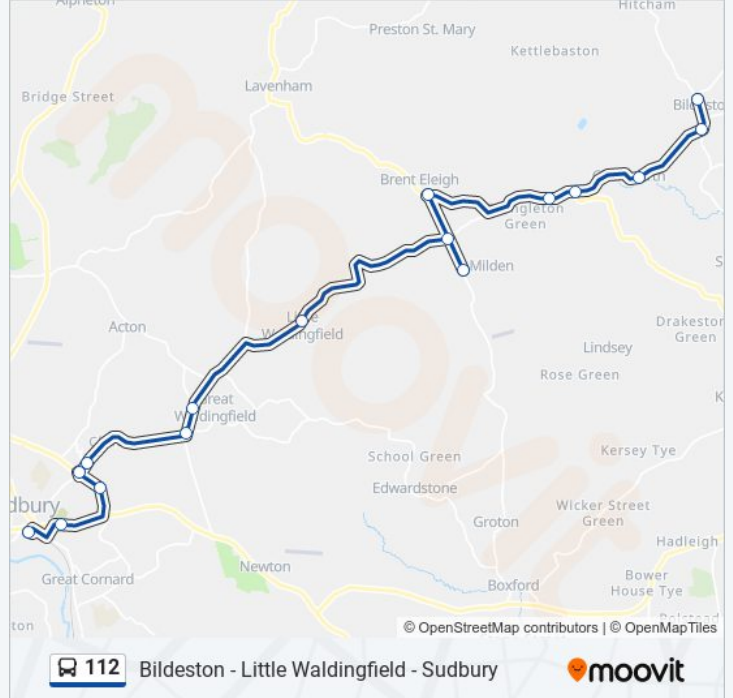 Alpheton
Hitcham
Preston St. Mary
Kettlebaston
Lavenham
Bridge Street
Brent Eleigh
Green
Milden
Acton
Waldingfield
Drakestone
Green
Lindsey
Rose Green
School Green
Kersey Tye
Edwardstone
Wicker Street
Green
Groton
Hadleigh
Newton
Great Cornard
Boxford
Bower
House Tye
© OpenStreetMap contributors | © OpenMapTiles
112 Bildeston - Little Waldingfield - Sudbury
moovit